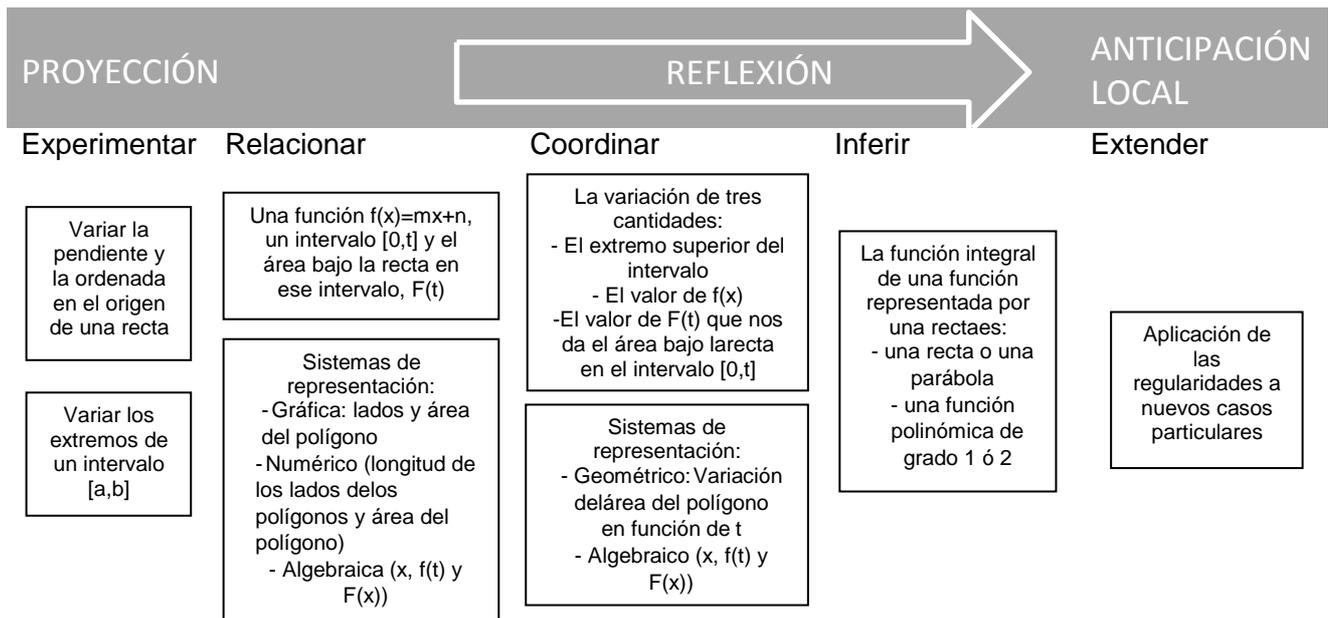 PROYECCIÓN
REFLEXIÓN
ANTICIPACIÓN
LOCAL
Experimentar
Relacionar
Coordinar
Inferir
Extender
Variar la
pendiente y
la ordenada
en el origen
de una recta
Variar los
extremos de
un intervalo
[a,b]
Una función f(x)=mx+n,
un intervalo [0,t] y el
área bajo la recta en
ese intervalo, F(t)
Sistemas de
representación:
- Gráfica: lados y área
del polígono
- Numérico (longitud de
los lados delos
polígonos y área del
polígono)
- Algebraica (x, f(t) y
F(x))
La variación de tres
cantidades:
- El extremo superior del
intervalo
- El valor de f(x)
-El valor de F(t) que nos
da el área bajo larecta
en el intervalo [0,t]
Sistemas de
representación:
- Geométrico: Variación
delárea del polígono
en función de t
- Algebraico (x, f(t) y
F(x))
La función integral
de una función
representada por
una rectaes:
- una recta o una
parábola
- una función
polinómica de
grado 1 ó 2
Aplicación de
las
regularidades a
nuevos casos
particulares